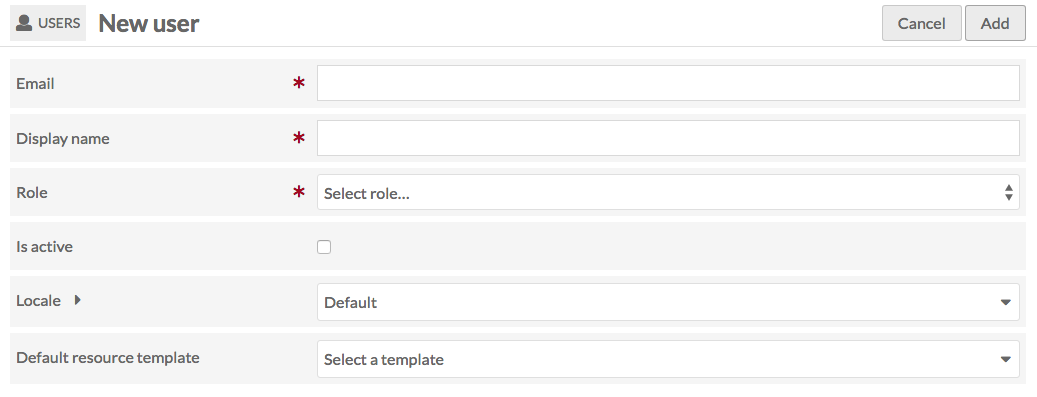 USERS New user Cancel Add
Email *
Display name *
Role * Select role...
Is active
Locale Default
Default resource template Select a template